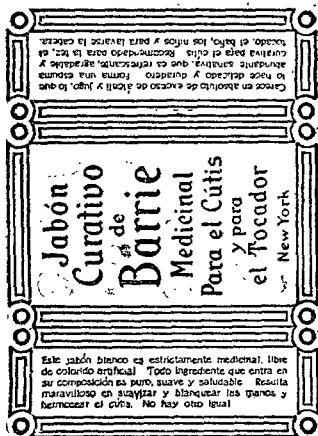 Carece en absoluto de exceso de álcali y jugo, lo que
lo hace delicado y curadero forma una espuma
abundante sanativa, que es refrescante, agradable y
curativa para el cutis Recomendado para la tez, el
tocado, el baño, los niños y para lavarse la cabeza.
Jabón
Curativo
de
Barrie
Medicinal
Para el Cútis
y para
el Tocador
New York
Este jabón blanco es estrictamente medicinal, libre
de colorido artificial Todo ingrediente que entra en
su composición es puro, suave y saludable Resulta
maravilloso en suavizar y blanquear las manos y
hermosear el cútis. No hay otro igual